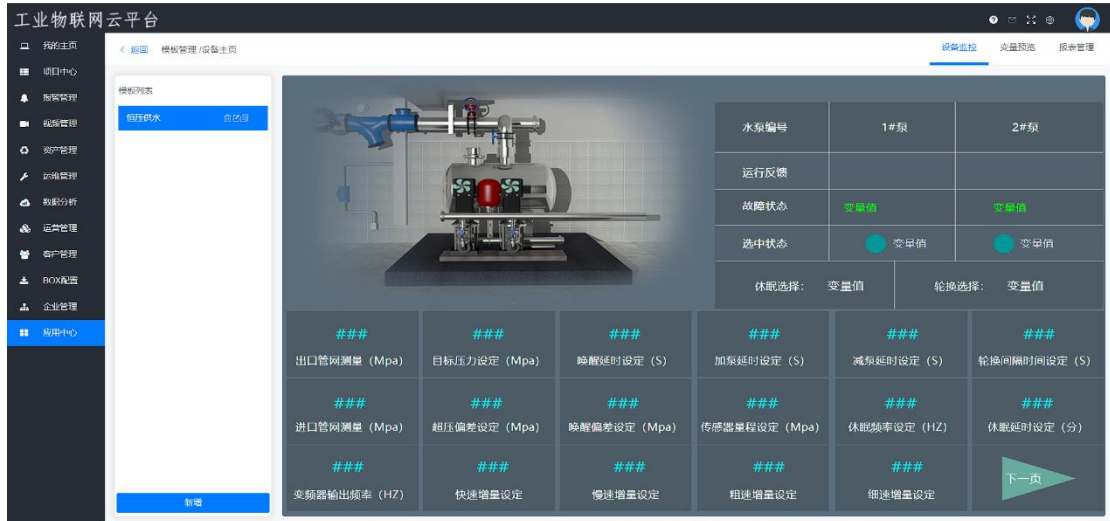 工业物联网云平台
我的主页
< 返回 模板管理 /设备主页
设备监控 变量预览 报表管理
项目中心
报警管理
视频管理
资产管理
运维管理
数据分析
运营管理
客户管理
BOX配置
企业管理
应用中心
模板列表
恒压供水
新增
水泵编号 1#泵 2#泵
运行反馈
故障状态 变量值 变量值
选中状态 变量值 变量值
休眠选择: 变量值 轮换选择: 变量值
### ### ### ### ### ###
出口管网测量 (Mpa) 目标压力设定 (Mpa) 唤醒延时设定 (S) 加泵延时设定 (S) 减泵延时设定 (S) 轮换间隔时间设定 (S)
### ### ### ### ### ###
进口管网测量 (Mpa) 超压偏差设定 (Mpa) 唤醒偏差设定 (Mpa) 传感器量程设定 (Mpa) 休眠频率设定 (HZ) 休眠延时设定 (分)
### ### ### ### ###
变频器输出频率 (HZ) 快速增量设定 慢速增量设定 粗速增量设定 细速增量设定 下一页